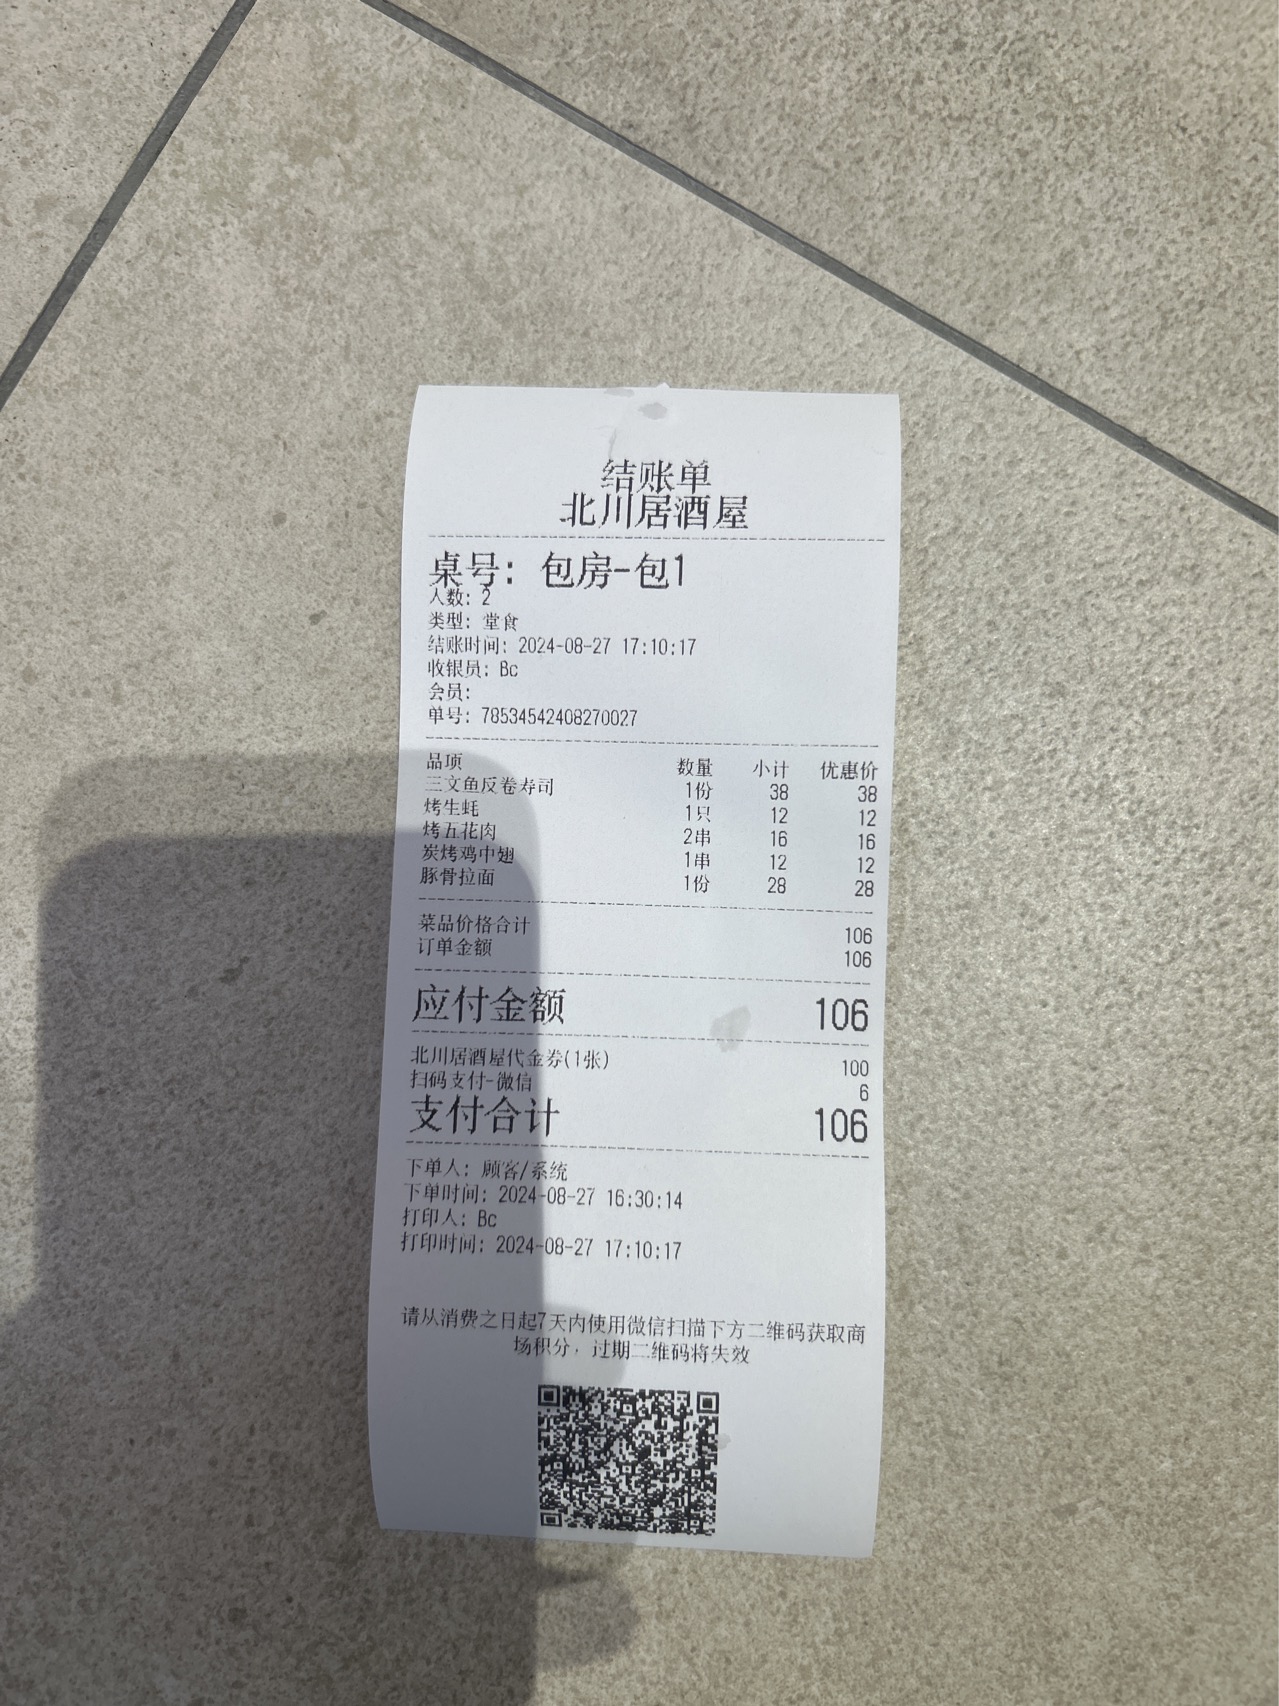 结账单
北川居酒屋
桌号: 包房-包1
人数: 2
类型: 堂食
结账时间: 2024-08-27 17:10:17
收银员: Bc
会员:
单号: 78534542408270027
品项 数量 小计 优惠价
三文鱼反卷寿司 1份 38 38
烤生蚝 1只 12 12
烤五花肉 2串 16 16
炭烤鸡中翅 1串 12 12
豚骨拉面 1份 28 28
菜品价格合计 106
订单金额 106
应付金额 106
北川居酒屋代金券(1张) 100
扫码支付-微信 6
支付合计 106
下单人: 顾客/系统
下单时间: 2024-08-27 16:30:14
打印人: Bc
打印时间: 2024-08-27 17:10:17
请从消费之日起7天内使用微信扫描下方二维码获取商
场积分，过期二维码将失效